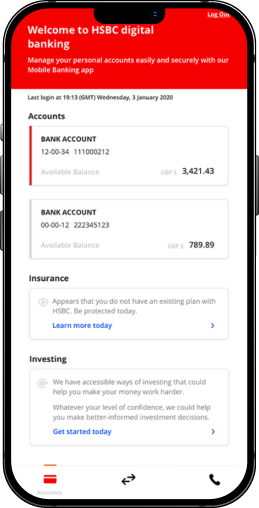 Log Out
Welcome to HSBC digital
banking
Manage your personal accounts easily and securely with our
Mobile Banking app
Last login at 19:13 (GMT) Wednesday, 3 January 2020
Accounts
BANK ACCOUNT
12-00-34 111000212
Available Balance GBP £ 3,421.43
BANK ACCOUNT
00-00-12 222345123
Available Balance GBP £ 789.89
Insurance
Appears that you do not have an existing plan with
HSBC. Be protected today.
Learn more today
Investing
We have accessible ways of investing that could
help you make your money work harder.
Whatever your level of confidence, we could help
you make better-informed investment decisions.
Get started today
Accounts